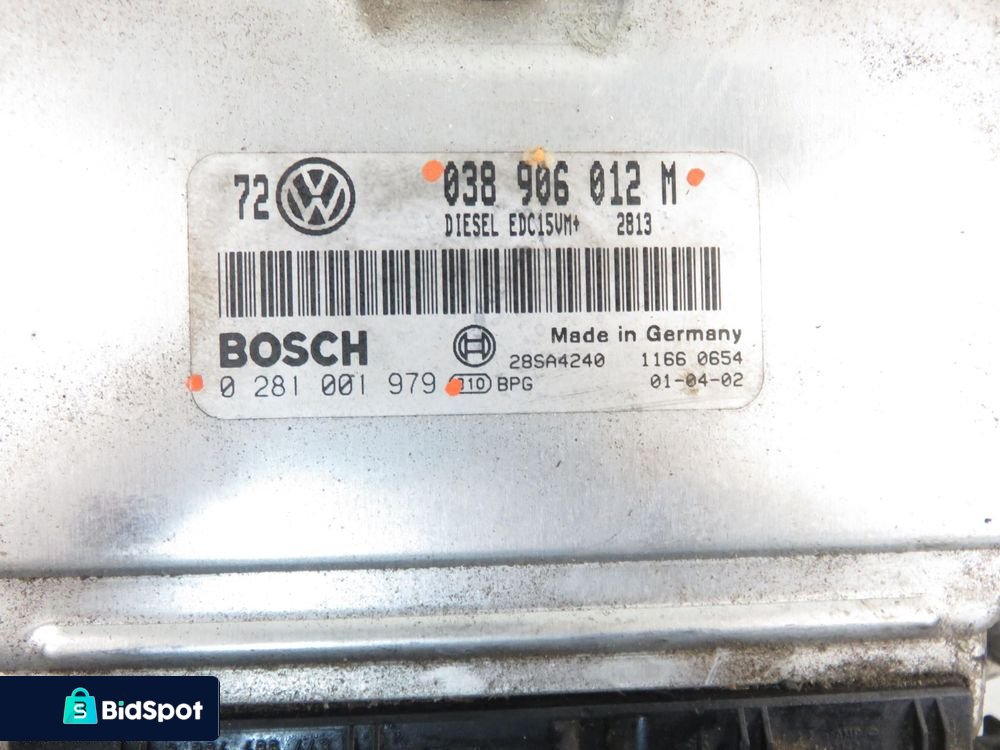 72 038 906 012 M
DIESEL EDC15VM+ 2813
BOSCH
Made in Germany
28SA4240 1166 0654
0 281 001 979 BPG 01-04-02
BidSpot